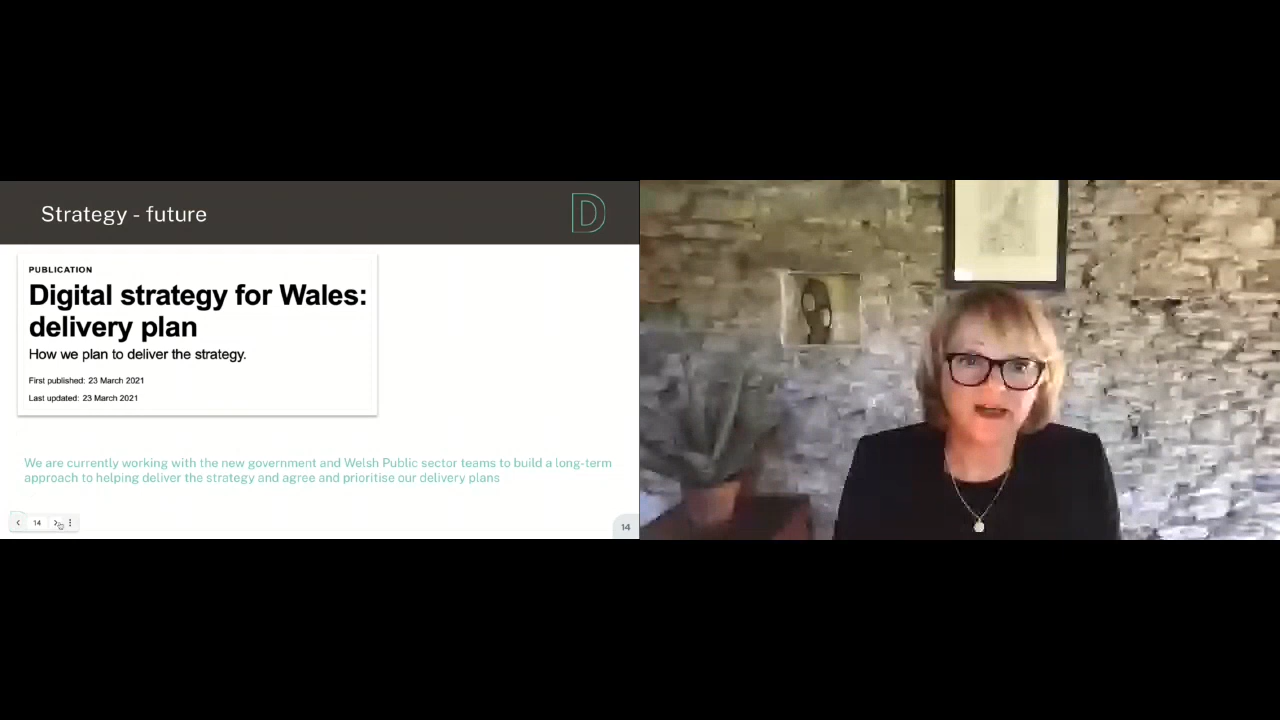 Strategy - future
D
PUBLICATION
Digital strategy for Wales:
delivery plan
How we plan to deliver the strategy.
First published: 23 March 2021
Last updated: 23 March 2021
We are currently working with the new government and Welsh Public sector teams to build a long-term
approach to helping deliver the strategy and agree and prioritise our delivery plans
14
14